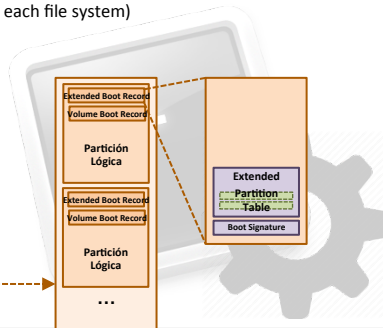 each file system)
Extended Boot Record
Volume Boot Record
Partición
Lógica
Extended Boot Record
Volume Boot Record
Partición
Lógica
...
Extended
Partition
Table
Boot Signature